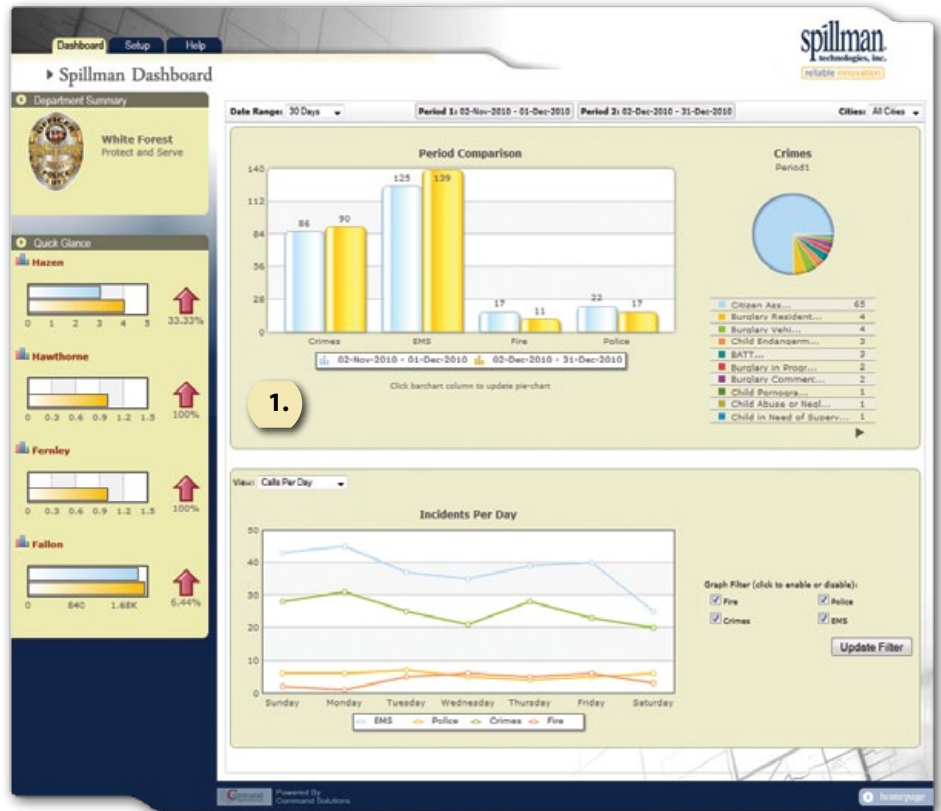 Dashboard Setup Help
spillman
technologies, inc.
reliable innovation
Spillman Dashboard
Department Summary
White Forest
Protect and Serve
Quick Glance
Hazen
0 1 2 3 4 5
33.33%
Hawthorne
0 0.3 0.6 0.9 1.2 1.5
100%
Fernley
0 0.3 0.6 0.9 1.2 1.5
100%
Fallon
0 840 1.68K
6.44%
Date Range: 30 Days Period 1: 02-Nov-2010 - 01-Dec-2010 Period 2: 02-Dec-2010 - 31-Dec-2010 Cities: All Cities
Period Comparison
140
112
84
56
28
0
86 90 125 139 17 11 22 17
Crimes EMS Fire Police
02-Nov-2010 - 01-Dec-2010 02-Dec-2010 - 31-Dec-2010
Click barchart column to update pie-chart
1.
Crimes
Period1
Citizen Ass... 65
Burglary Resident... 4
Burglary Vehi... 4
Child Endangerm... 3
BATT... 3
Burglary in Progr... 2
Burglary Commerc... 2
Child Pornogra... 1
Child Abuse or Negl... 1
Child in Need of Superv... 1
View: Calls Per Day
Incidents Per Day
50
40
30
20
10
0
Sunday Monday Tuesday Wednesday Thursday Friday Saturday
EMS Police Crimes Fire
Graph Filter (click to enable or disable):
Fire Police
Crimes EMS
Update Filter
Powered By
Command Solutions
homepage